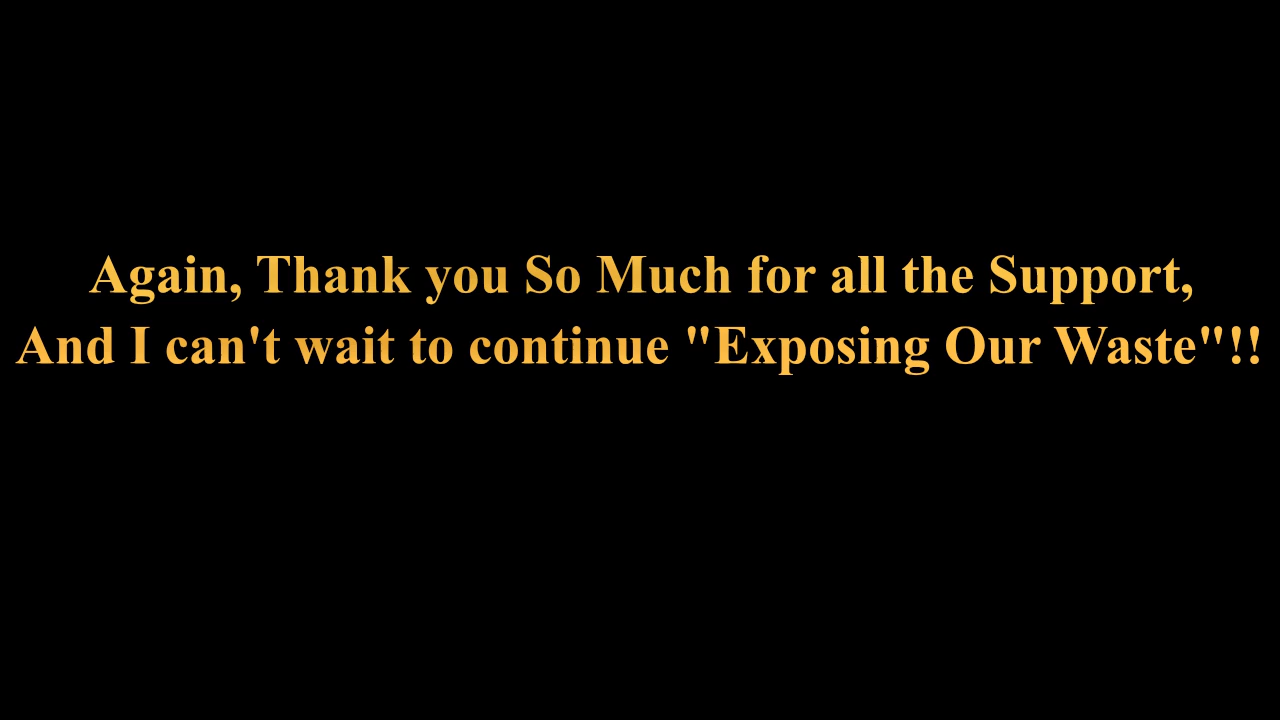 Again, Thank you So Much for all the Support,
And I can't wait to continue "Exposing Our Waste"!!